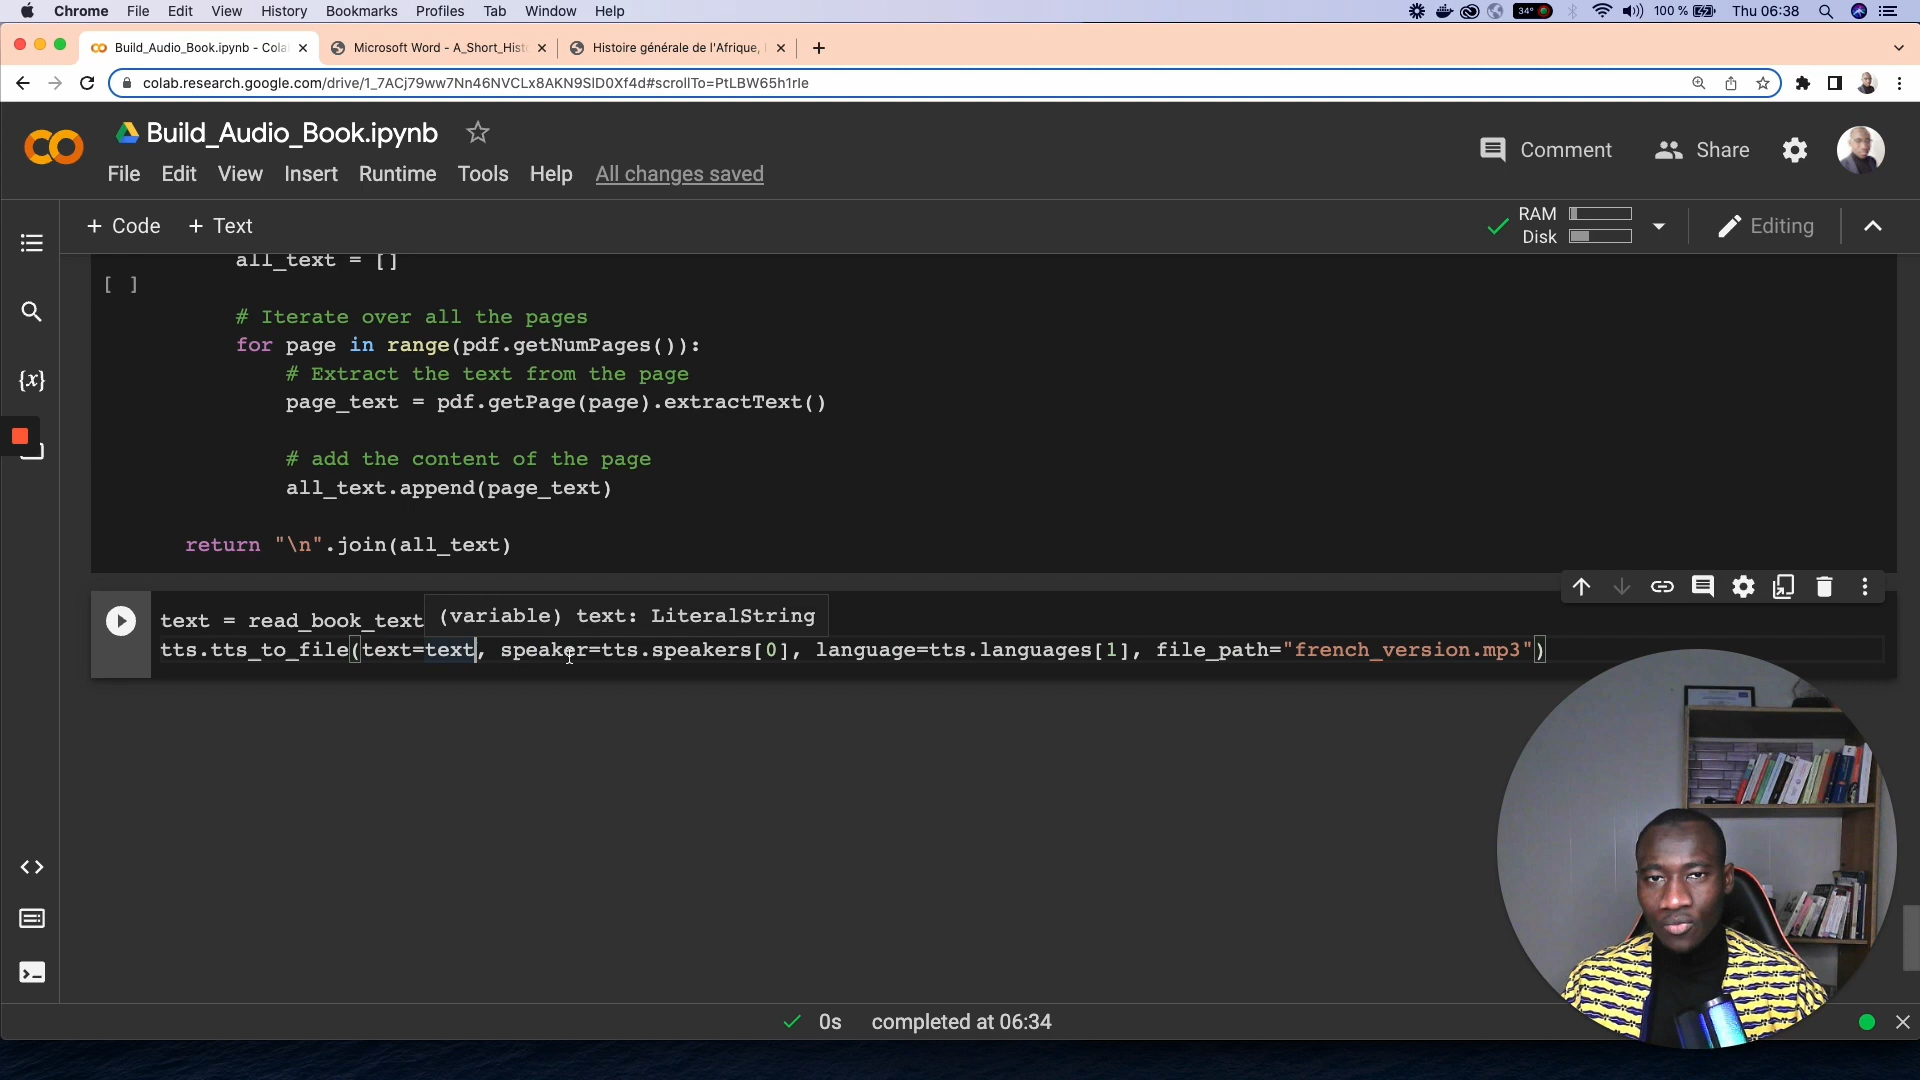 Chrome File Edit View History Bookmarks Profiles Tab Window Help 34° 100 % Thu 06:38
Build_Audio_Book.ipynb - Cola Microsoft Word - A_Short_Hist Histoire générale de l'Afrique,
colab.research.google.com/drive/1_7ACj79ww7Nn46NVCLx8AKN9SlD0Xf4d#scrollTo=PtLBW65h1rIe
Build_Audio_Book.ipynb
File Edit View Insert Runtime Tools Help All changes saved
Comment Share
+ Code + Text
RAM
Disk
Editing
all_text = []
[ ]
# Iterate over all the pages
for page in range(pdf.getNumPages()):
# Extract the text from the page
page_text = pdf.getPage(page).extractText()
# add the content of the page
all_text.append(page_text)
return "\n".join(all_text)
(variable) text: LiteralString
text = read_book_text
tts.tts_to_file(text=text, speaker=tts.speakers[0], language=tts.languages[1], file_path="french_version.mp3")
0s completed at 06:34